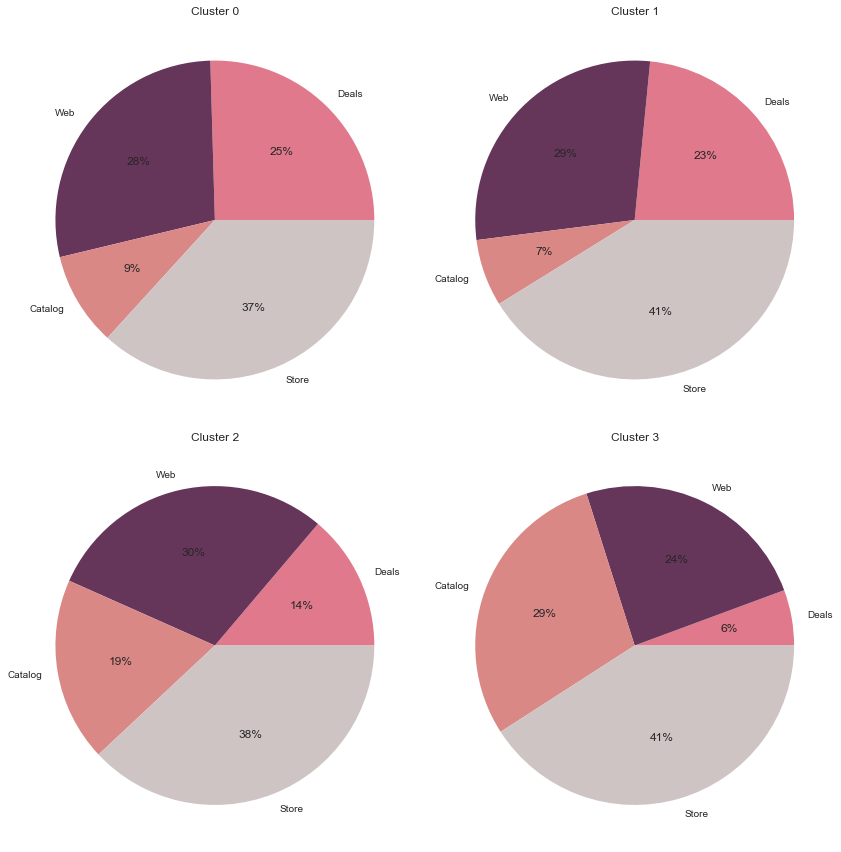 Cluster 0
Deals
Web
25%
28%
9%
Catalog
37%
Store
Cluster 1
Web
Deals
29%
23%
7%
Catalog
41%
Store
Cluster 2
Web
30%
Deals
14%
19%
Catalog
38%
Store
Cluster 3
Web
24%
Catalog
29%
Deals
6%
41%
Store